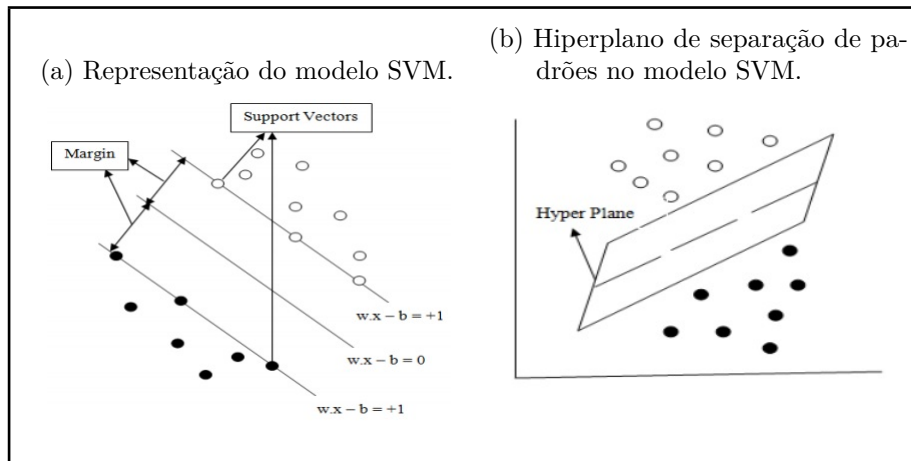 (a) Representação do modelo SVM.
(b) Hiperplano de separação de pa-
drões no modelo SVM.
Support Vectors
Margin
w.x – b = +1
w.x – b = 0
w.x – b = +1
Hyper Plane